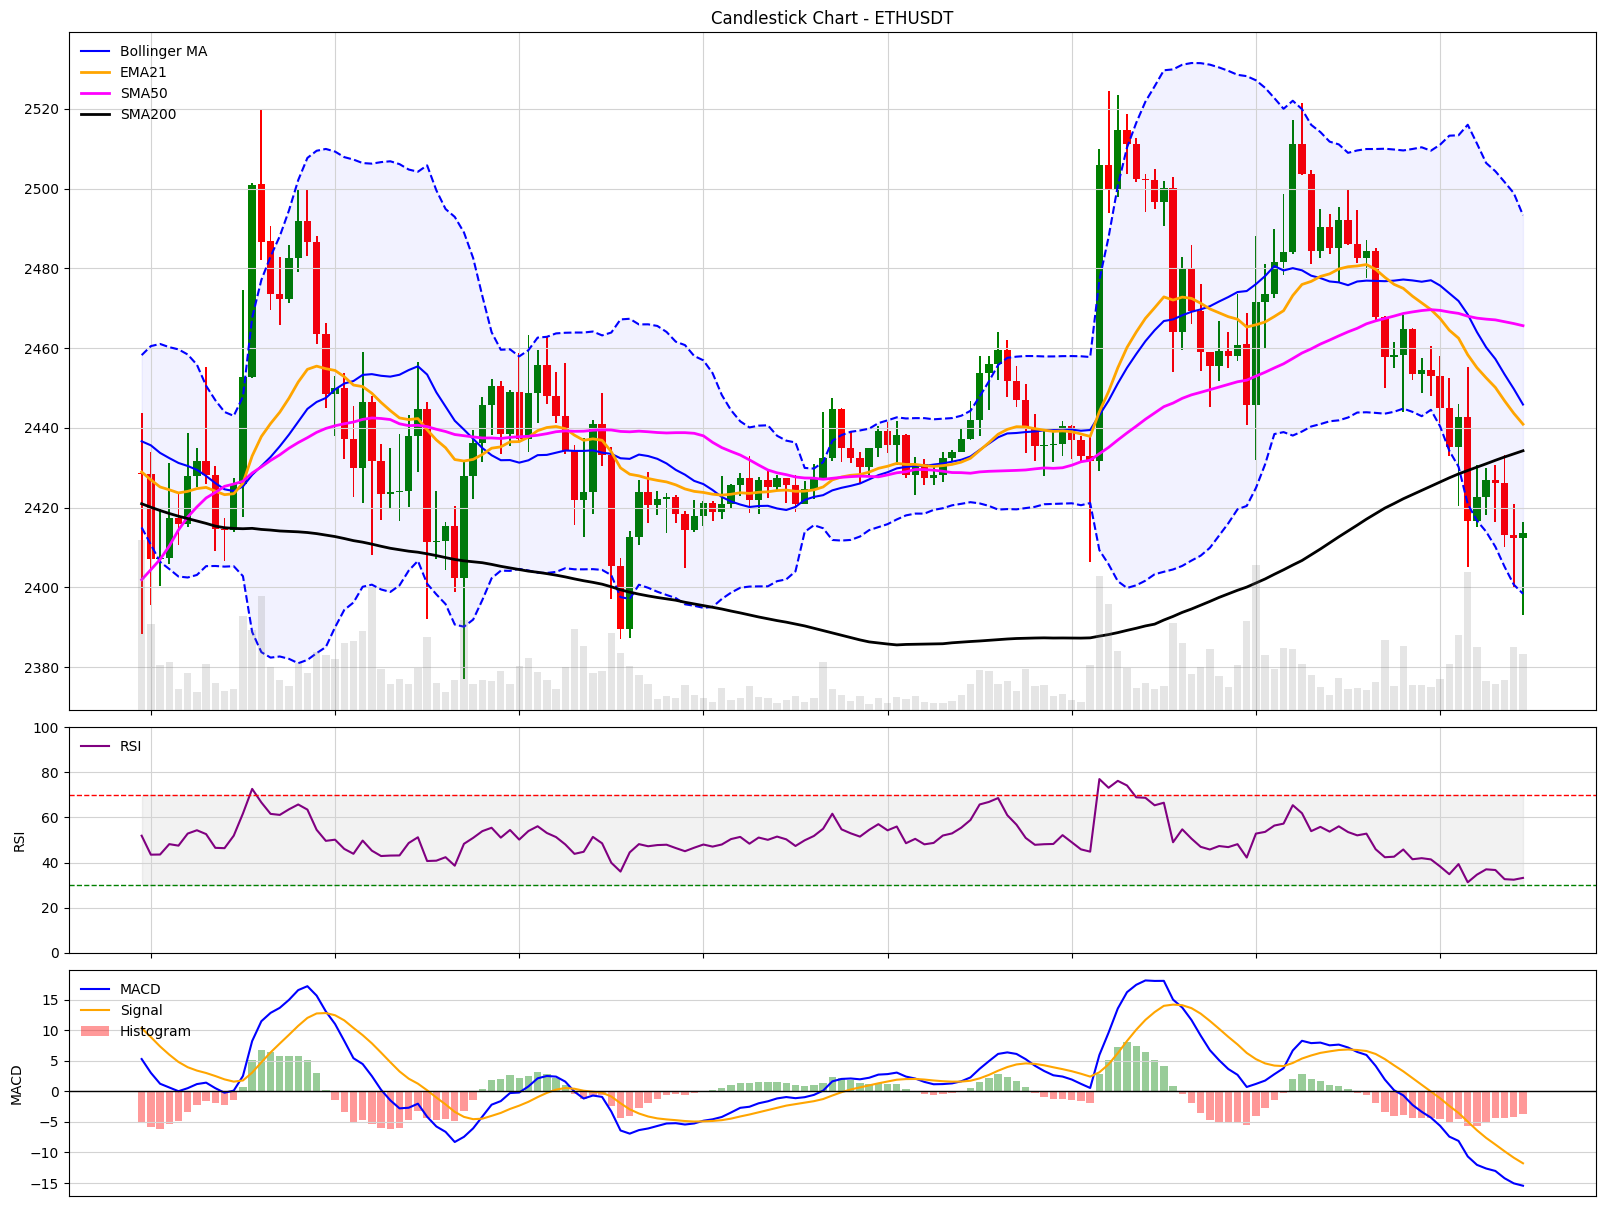 Candlestick Chart - ETHUSDT
Bollinger MA
EMA21
SMA50
SMA200
2520
2500
2480
2460
2440
2420
2400
2380
100
80
60
40
20
0
RSI
RSI
15
10
5
0
−5
−10
−15
MACD
MACD
Signal
Histogram